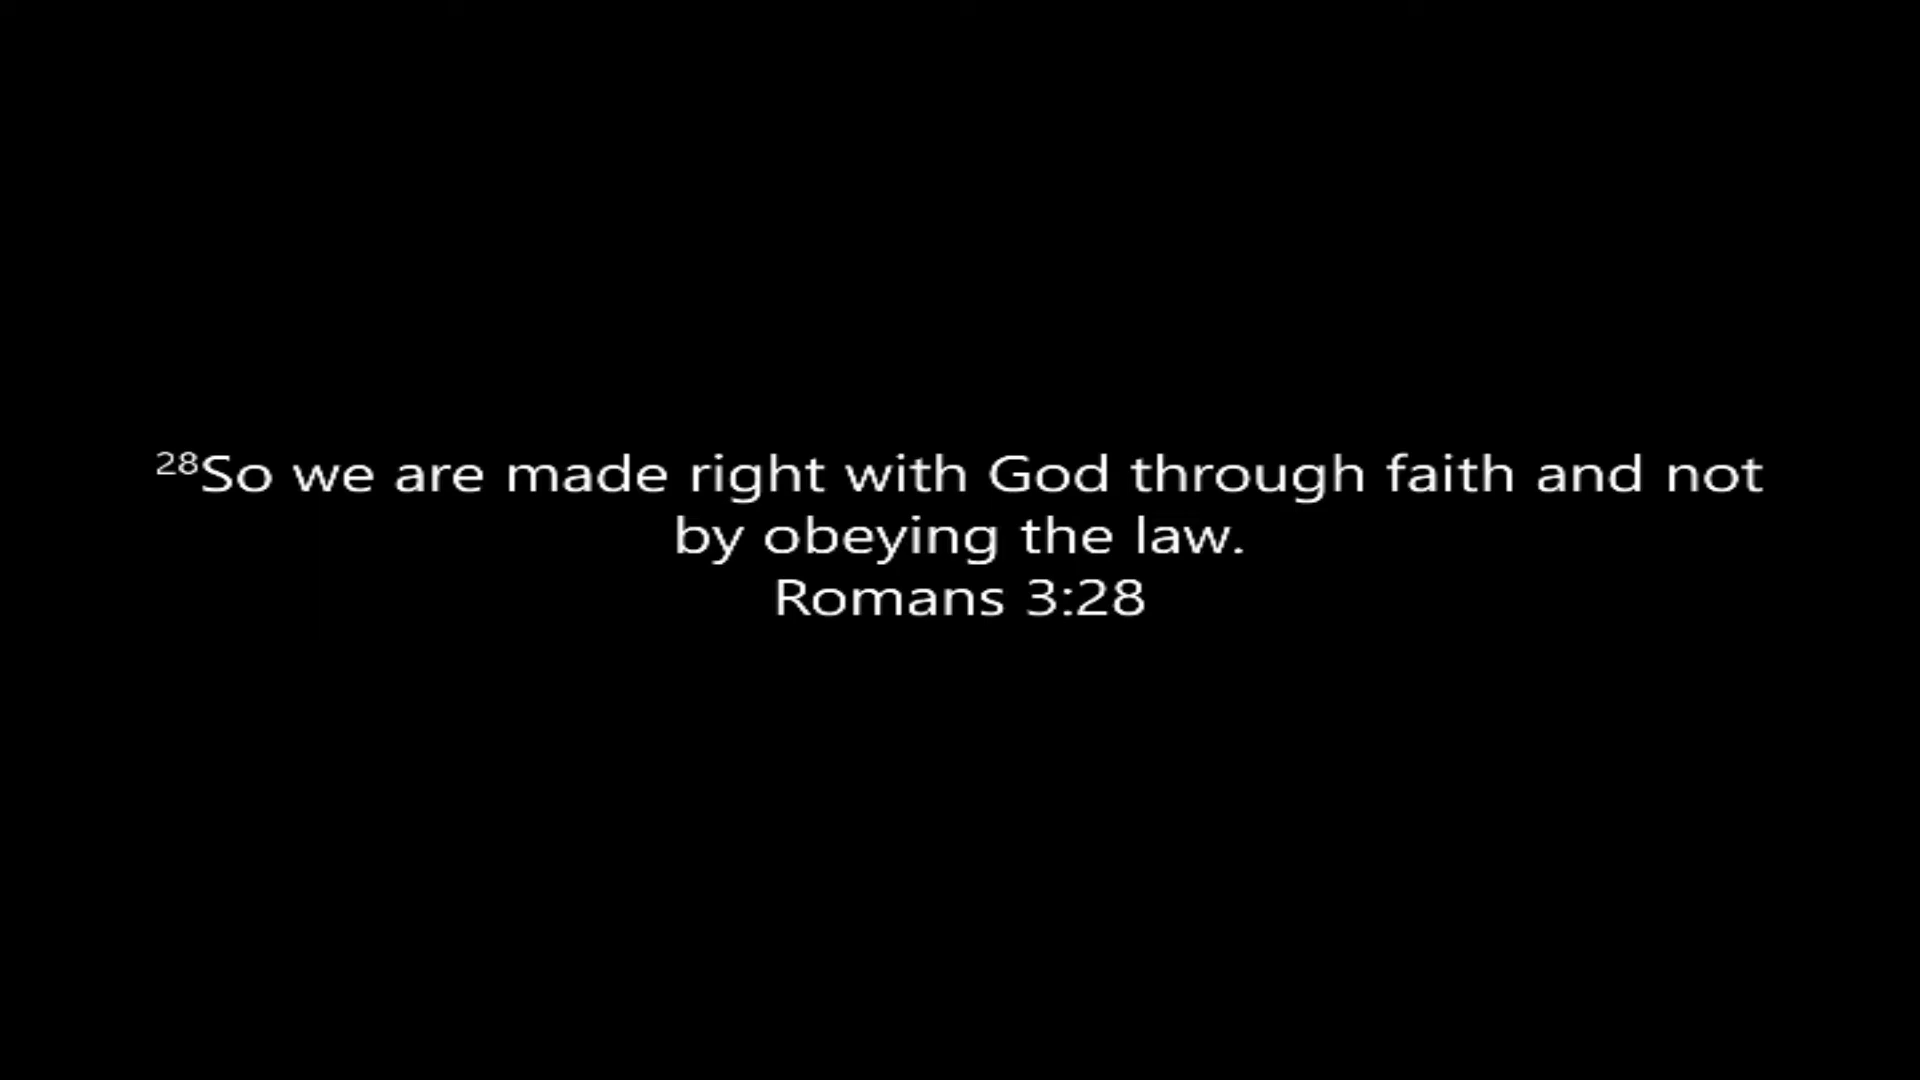 ²⁸So we are made right with God through faith and not
by obeying the law.
Romans 3:28